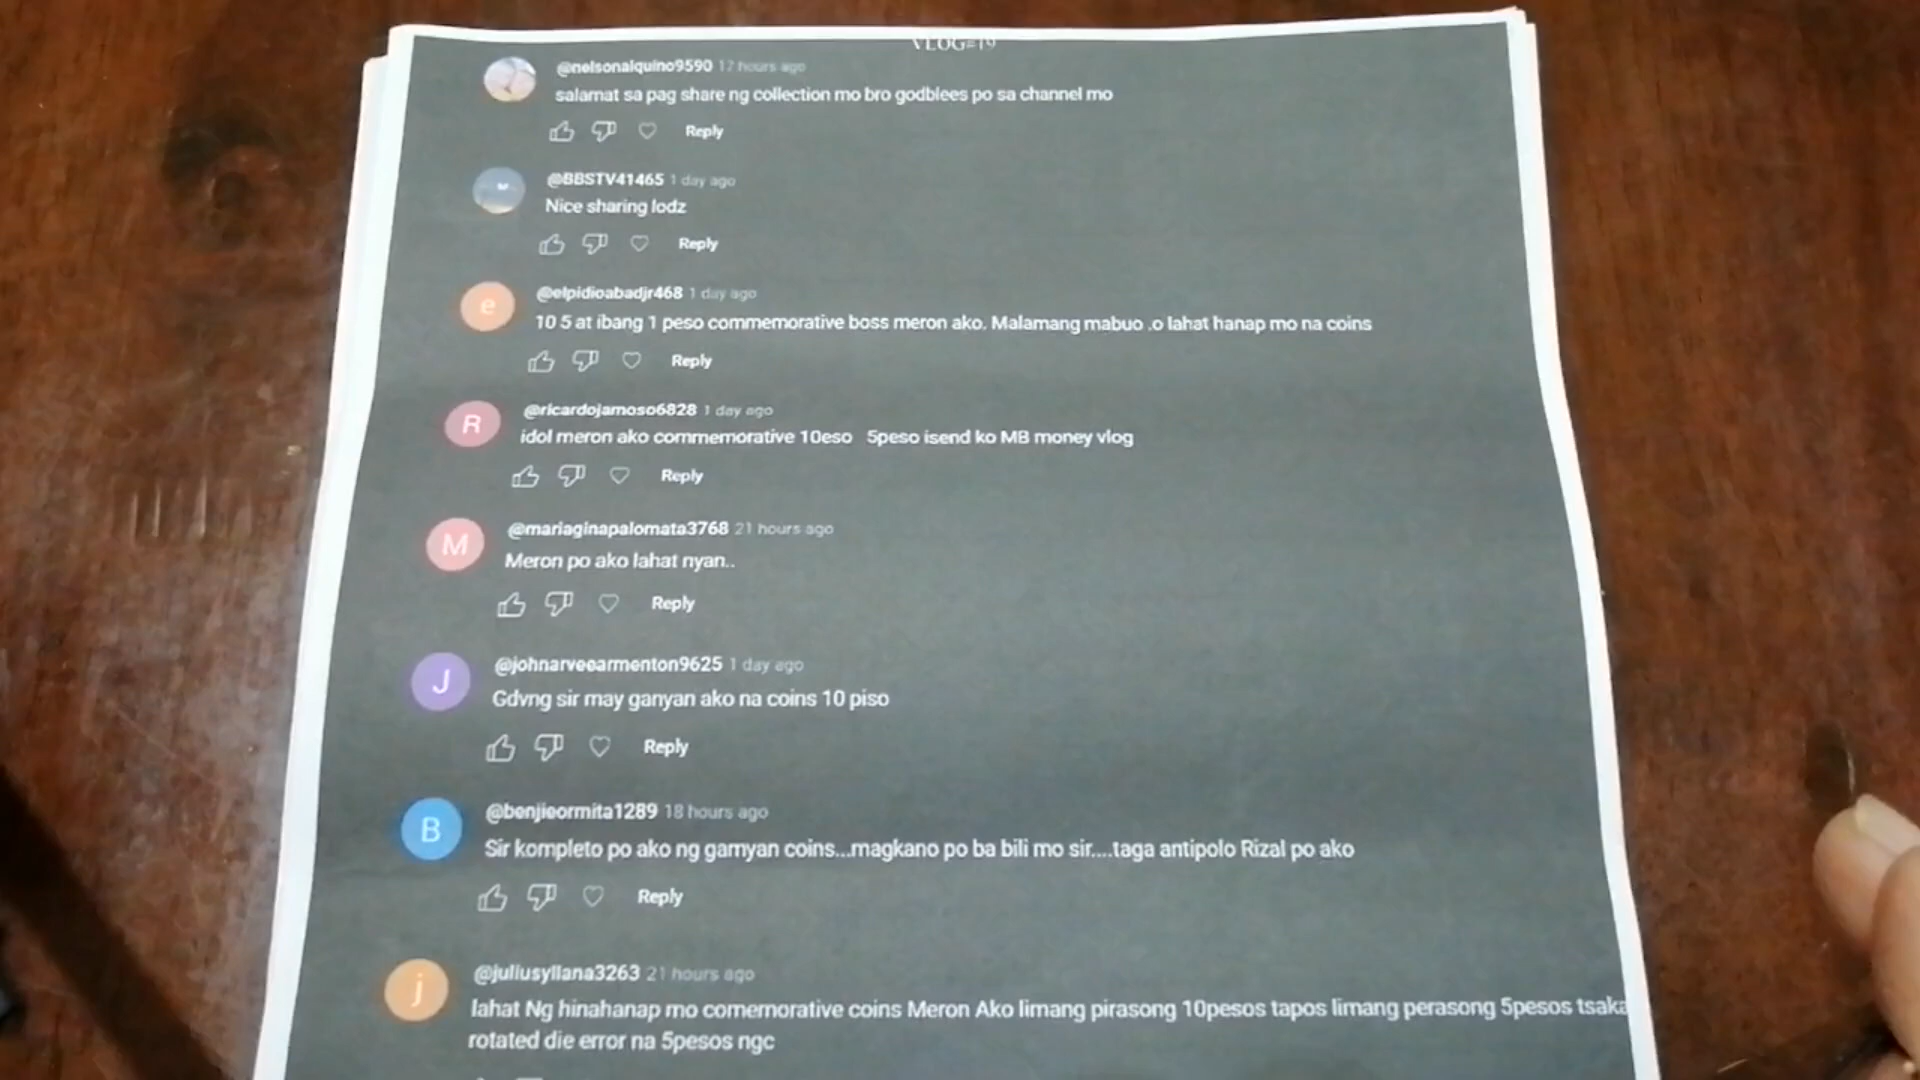 VLOG#19
@nelsonalquino9590 17 hours ago
salamat sa pag share ng collection mo bro godblees po sa channel mo
Reply
@BBSTV41465 1 day ago
Nice sharing lodz
Reply
e
@elpidioabadjr468 1 day ago
10 5 at ibang 1 peso commemorative boss meron ako. Malamang mabuo .o lahat hanap mo na coins
Reply
R
@ricardojamoso6828 1 day ago
idol meron ako commemorative 10eso 5peso isend ko MB money vlog
Reply
M
@mariaginapalomata3768 21 hours ago
Meron po ako lahat nyan..
Reply
J
@johnarveearmenton9625 1 day ago
Gdvng sir may ganyan ako na coins 10 piso
Reply
B
@benjieormita1289 18 hours ago
Sir kompleto po ako ng garnyan coins...magkano po ba bili mo sir....taga antipolo Rizal po ako
Reply
j
@juliusyllana3263 21 hours ago
lahat Ng hinahanap mo comemorative coins Meron Ako limang pirasong 10pesos tapos limang perasong 5pesos tsaka
rotated die error na 5pesos ngc